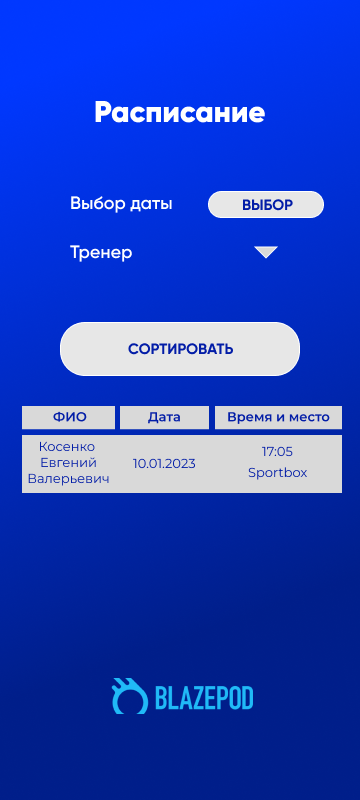 Расписание
Выбор даты ВЫБОР
Тренер
СОРТИРОВАТЬ
ФИО Дата Время и место
Косенко
Евгений
Валерьевич
10.01.2023
17:05
Sportbox
BLAZEPOD